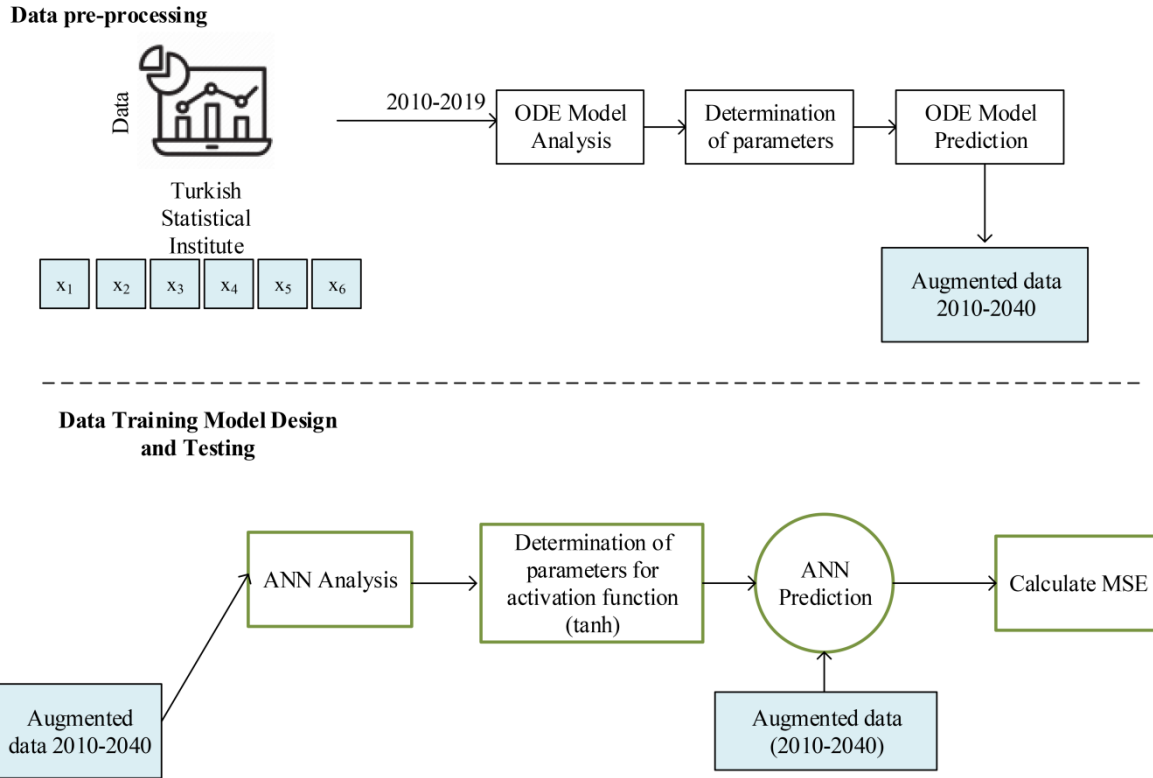 Data pre-processing
Data
Turkish
Statistical
Institute
x1 x2 x3 x4 x5 x6
2010-2019
ODE Model
Analysis
Determination
of parameters
ODE Model
Prediction
Augmented data
2010-2040
Data Training Model Design
and Testing
Augmented
data 2010-2040
ANN Analysis
Determination of
parameters for
activation function
(tanh)
ANN
Prediction
Augmented data
(2010-2040)
Calculate MSE